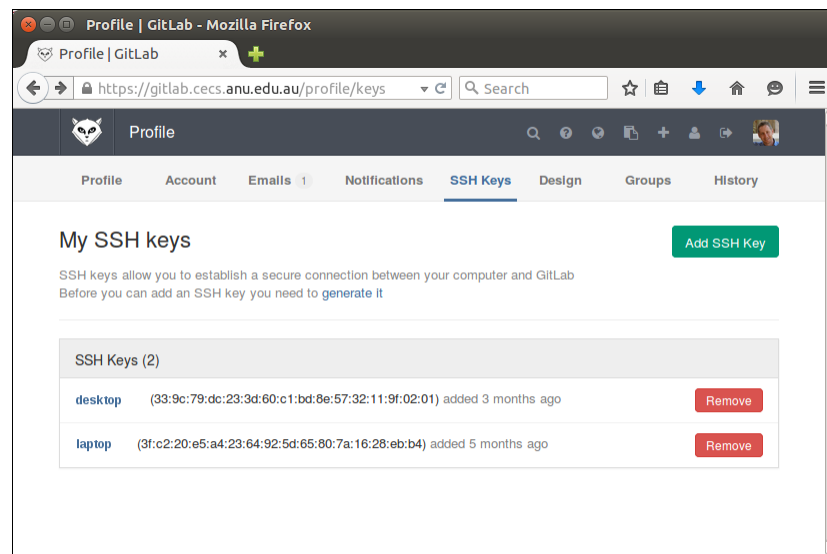 Profile | GitLab - Mozilla Firefox
Profile | GitLab
https://gitlab.cecs.anu.edu.au/profile/keys Search
Profile
Profile Account Emails 1 Notifications SSH Keys Design Groups History
My SSH keys Add SSH Key
SSH keys allow you to establish a secure connection between your computer and GitLab
Before you can add an SSH key you need to generate it
SSH Keys (2)
desktop (33:9c:79:dc:23:3d:60:c1:bd:8e:57:32:11:9f:02:01) added 3 months ago Remove
laptop (3f:c2:20:e5:a4:23:64:92:5d:65:80:7a:16:28:eb:b4) added 5 months ago Remove